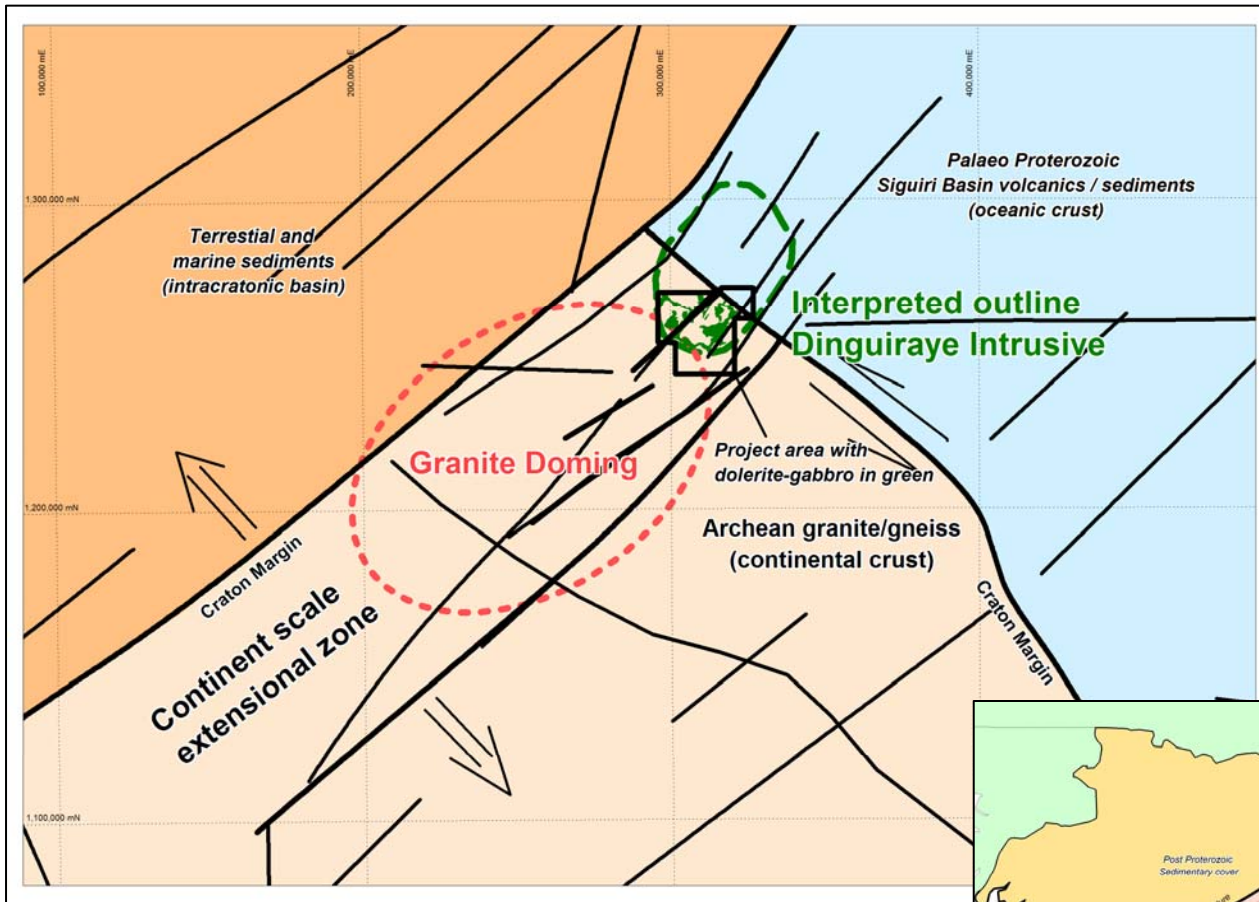 100,000 mE
200,000 mE
300,000 mE
400,000 mE
1,300,000 mN
1,200,000 mN
1,100,000 mN
Palaeo Proterozoic
Siguiri Basin volcanics / sediments
(oceanic crust)
Terrestial and
marine sediments
(intracratonic basin)
Interpreted outline
Dinguiraye Intrusive
Granite Doming
Project area with
dolerite-gabbro in green
Archean granite/gneiss
(continental crust)
Craton Margin
Craton Margin
Continent scale
extensional zone
Post Proterozoic
Sedimentary cover